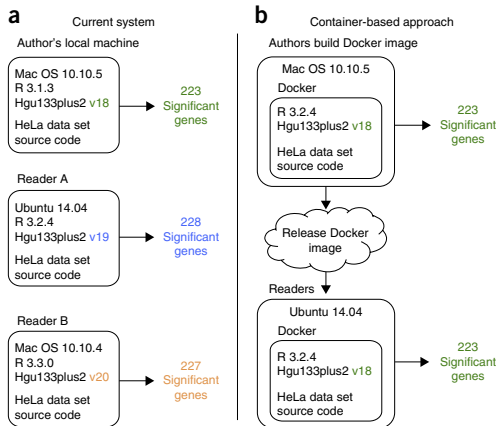 a
Current system
Author's local machine
Mac OS 10.10.5
R 3.1.3
Hgu133plus2 v18
HeLa data set
source code
223
Significant
genes
Reader A
Ubuntu 14.04
R 3.2.4
Hgu133plus2 v19
HeLa data set
source code
228
Significant
genes
Reader B
Mac OS 10.10.4
R 3.3.0
Hgu133plus2 v20
HeLa data set
source code
227
Significant
genes
b
Container-based approach
Authors build Docker image
Mac OS 10.10.5
Docker
R 3.2.4
Hgu133plus2 v18
HeLa data set
source code
223
Significant
genes
Release Docker
image
Readers
Ubuntu 14.04
Docker
R 3.2.4
Hgu133plus2 v18
HeLa data set
source code
223
Significant
genes